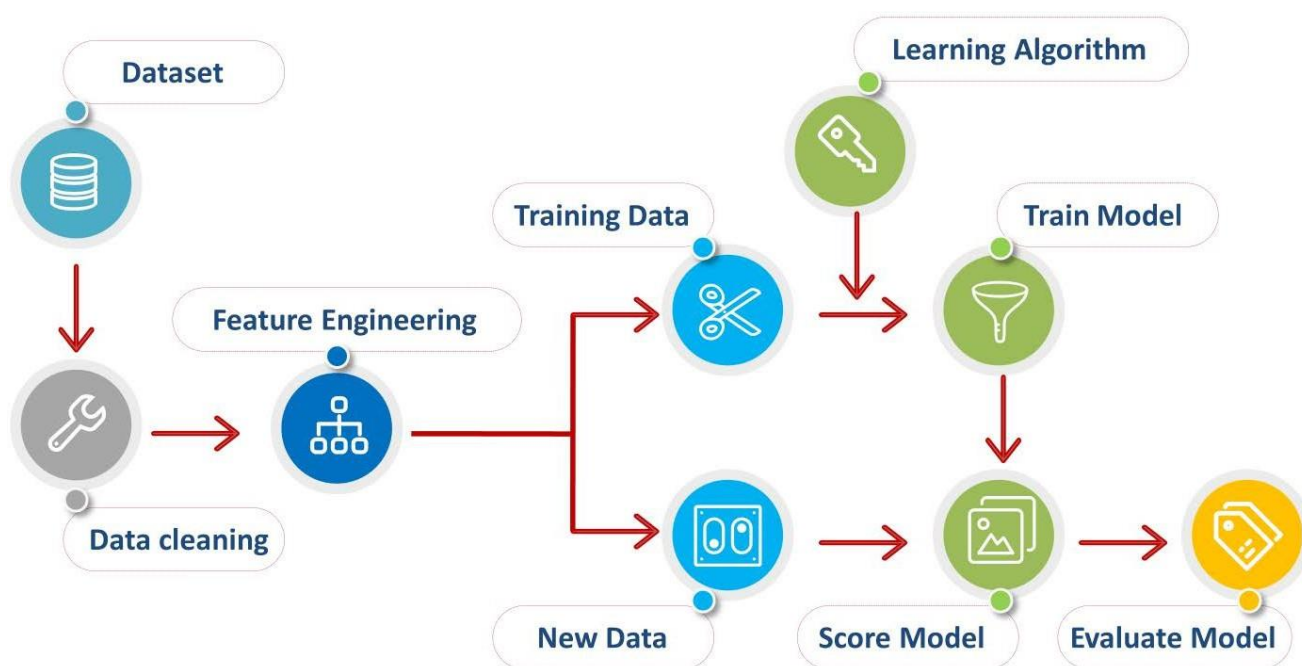 Dataset
Learning Algorithm
Training Data
Train Model
Feature Engineering
Data cleaning
New Data
Score Model
Evaluate Model